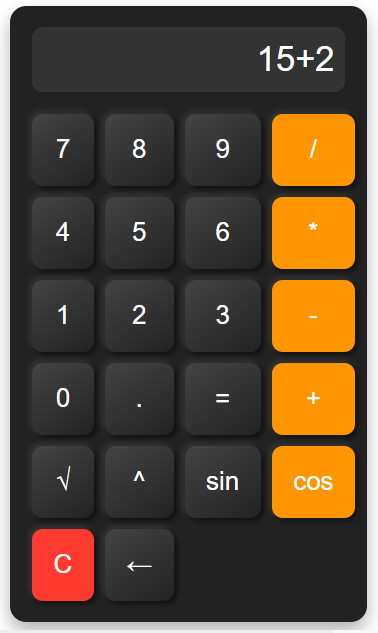 15+2
7 8 9 /
4 5 6 *
1 2 3 -
0 . = +
√ ^ sin cos
C ←